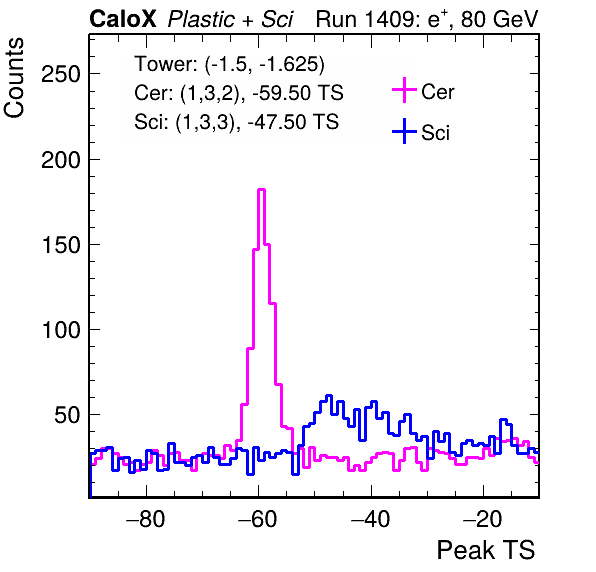 CaloX Plastic + Sci Run 1409: e⁺, 80 GeV
Tower: (-1.5, -1.625)
Cer: (1,3,2), -59.50 TS
Sci: (1,3,3), -47.50 TS
Cer
Sci
Counts
250
200
150
100
50
−80 −60 −40 −20
Peak TS